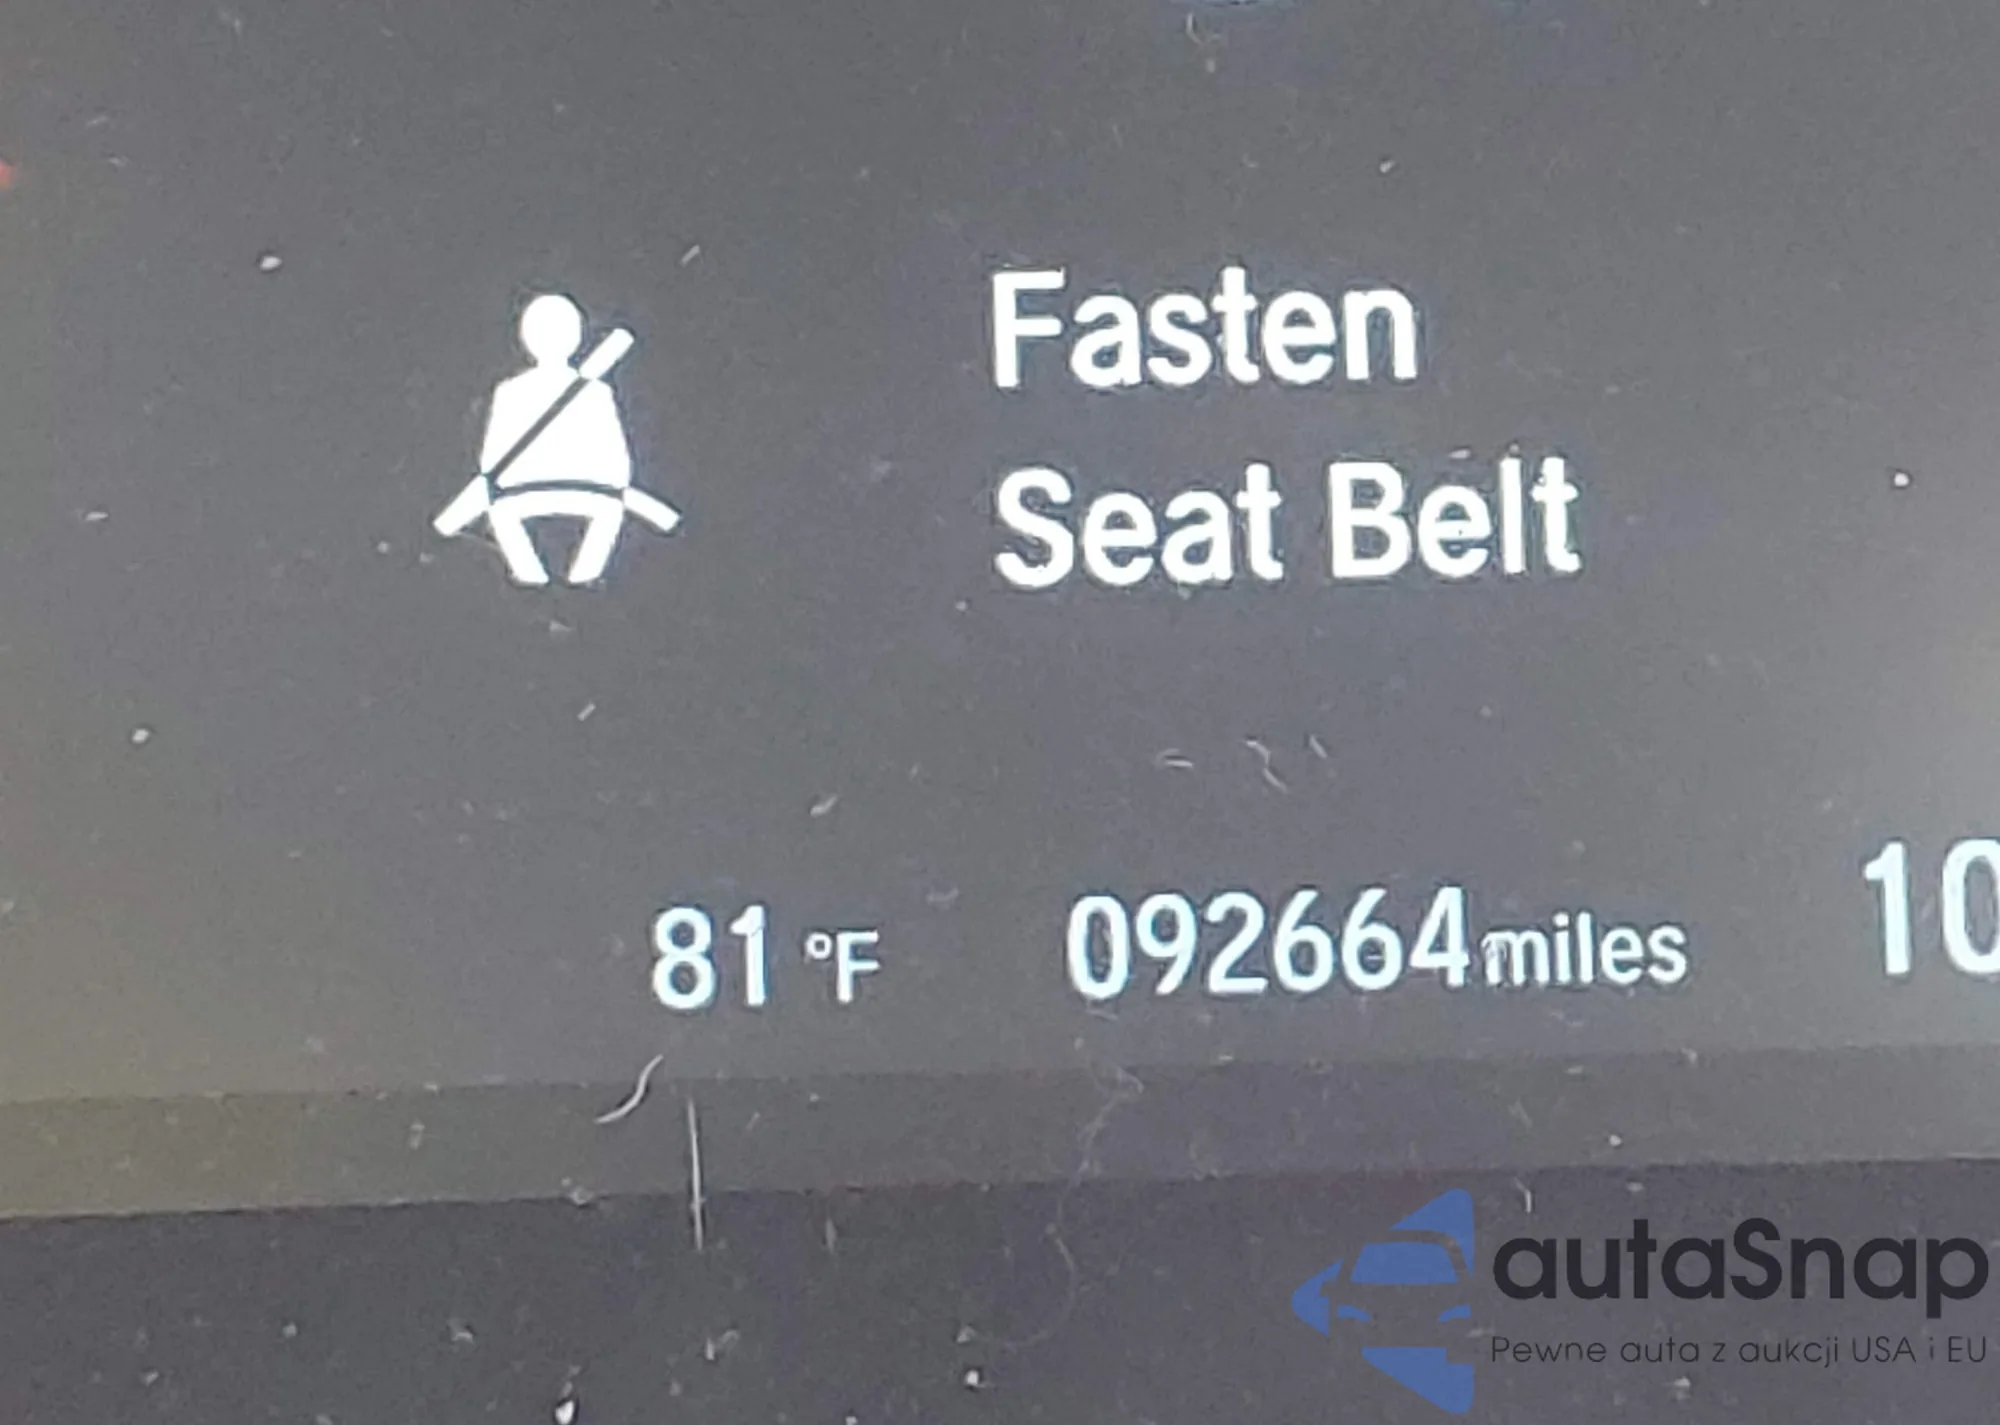 Fasten
Seat Belt
81 °F 092664 miles 10
autaSnap
Pewne auta z aukcji USA i EU